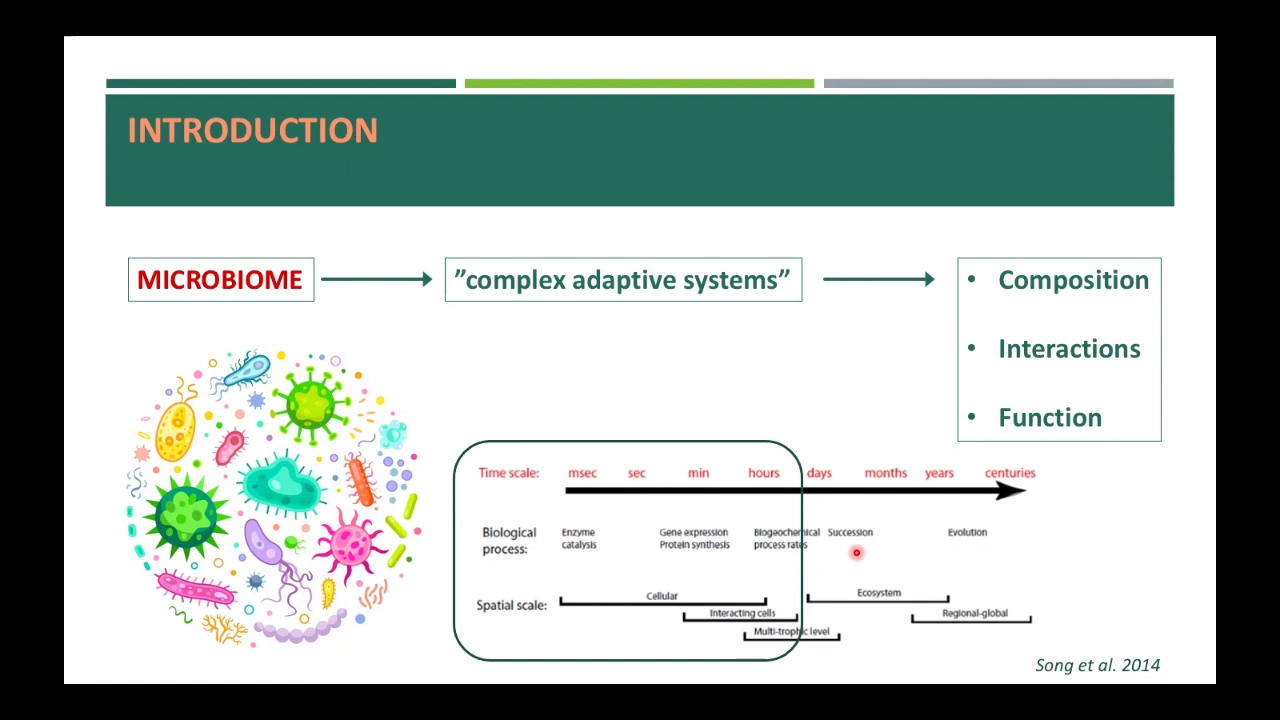 INTRODUCTION
MICROBIOME
”complex adaptive systems”
• Composition
• Interactions
• Function
Time scale: msec sec min hours days months years centuries
Biological process:
Enzyme catalysis
Gene expression
Protein synthesis
Biogeochemical process rates
Succession
Evolution
Spatial scale:
Cellular
Interacting cells
Multi-trophic level
Ecosystem
Regional-global
Song et al. 2014